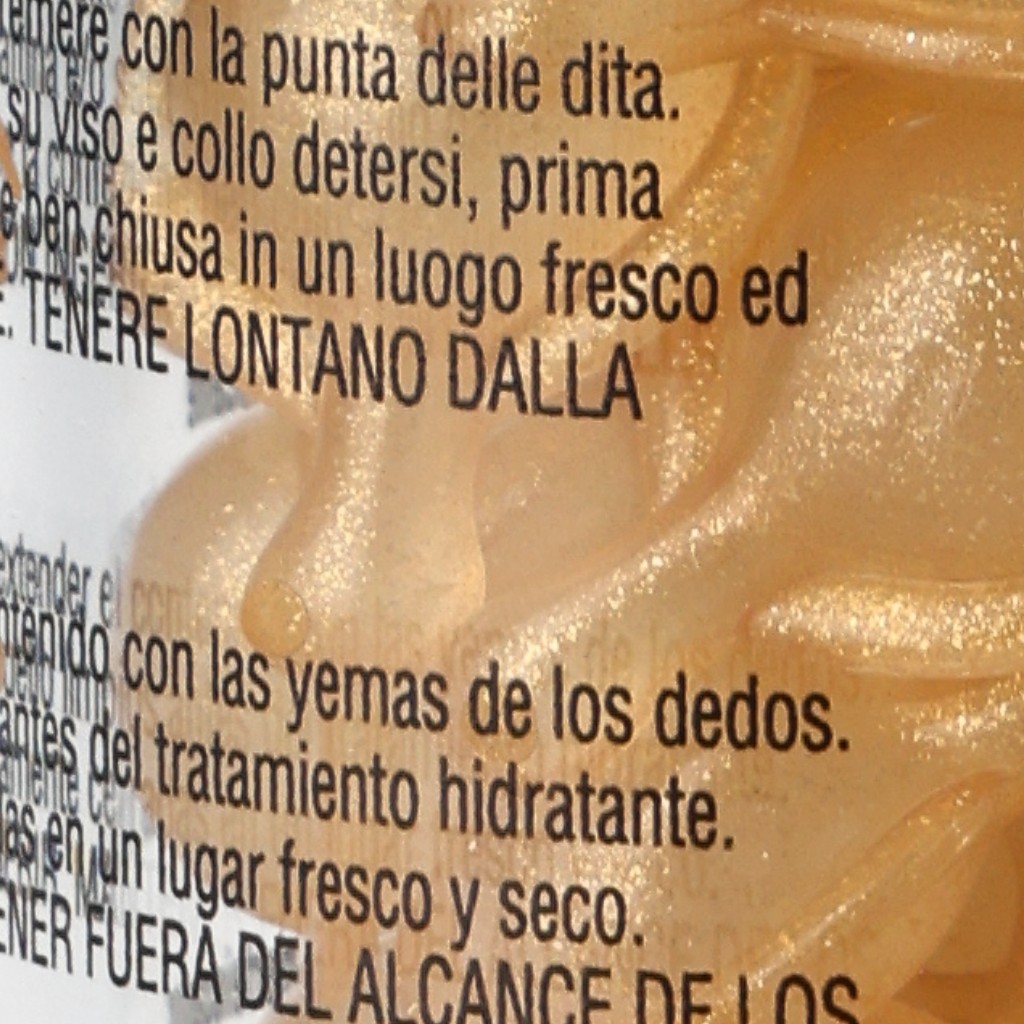 con la punta delle dita.
su viso e collo detersi, prima
ben chiusa in un luogo fresco ed
TENERE LONTANO DALLA
extender e
con las yemas de los dedos.
antes del tratamiento hidratante.
en un lugar fresco y seco.
FUERA DEL ALCANCE DE LOS